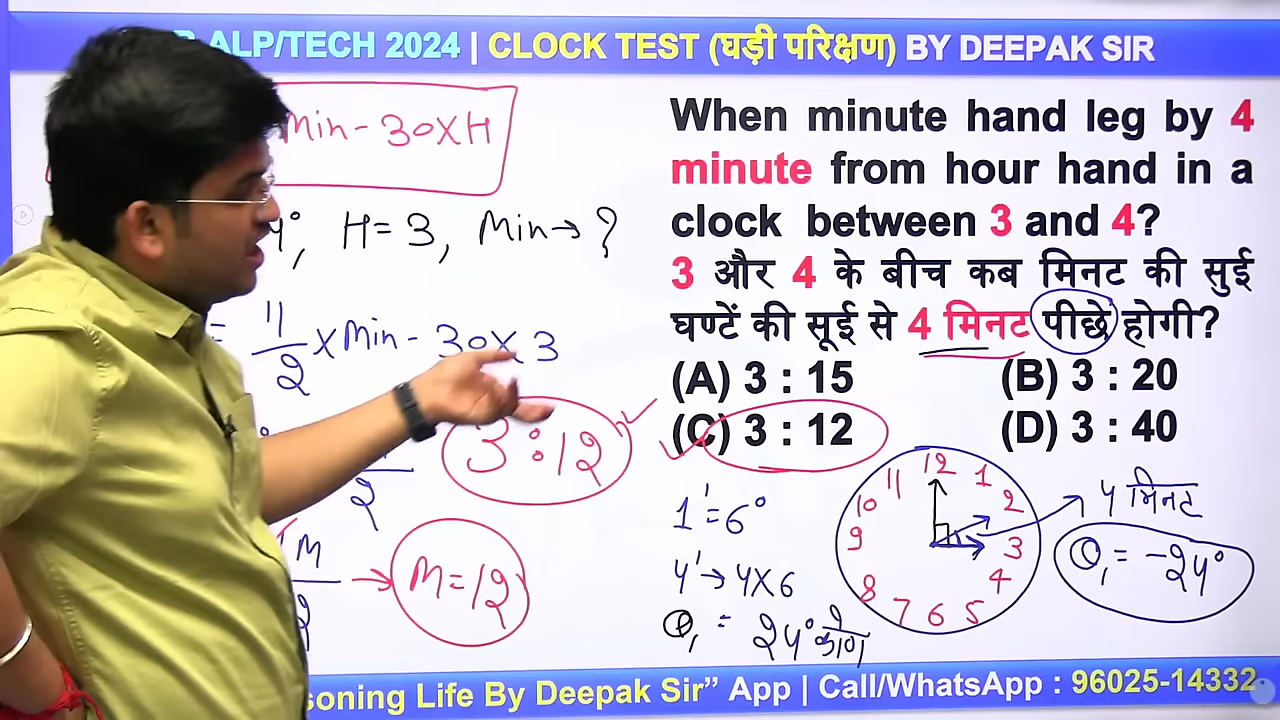 ALP/TECH 2024 | CLOCK TEST (घड़ी परिक्षण) BY DEEPAK SIR
Min - 30×H
H = 3, Min → ?
= 11/2 × Min - 30×3
3:12
M = 12
When minute hand leg by 4
minute from hour hand in a
clock between 3 and 4?
3 और 4 के बीच कब मिनट की सुई
घण्टें की सूई से 4 मिनट पीछे होगी?
(A) 3 : 15 (B) 3 : 20
(C) 3 : 12 (D) 3 : 40
1' = 6°
4' → 4×6
θ₁ = 24°
12
1
2
3
4
5
6
7
8
9
10
11
4 मिनट
θ₁ = -24°
soning Life By Deepak Sir” App | Call/WhatsApp : 96025-14332